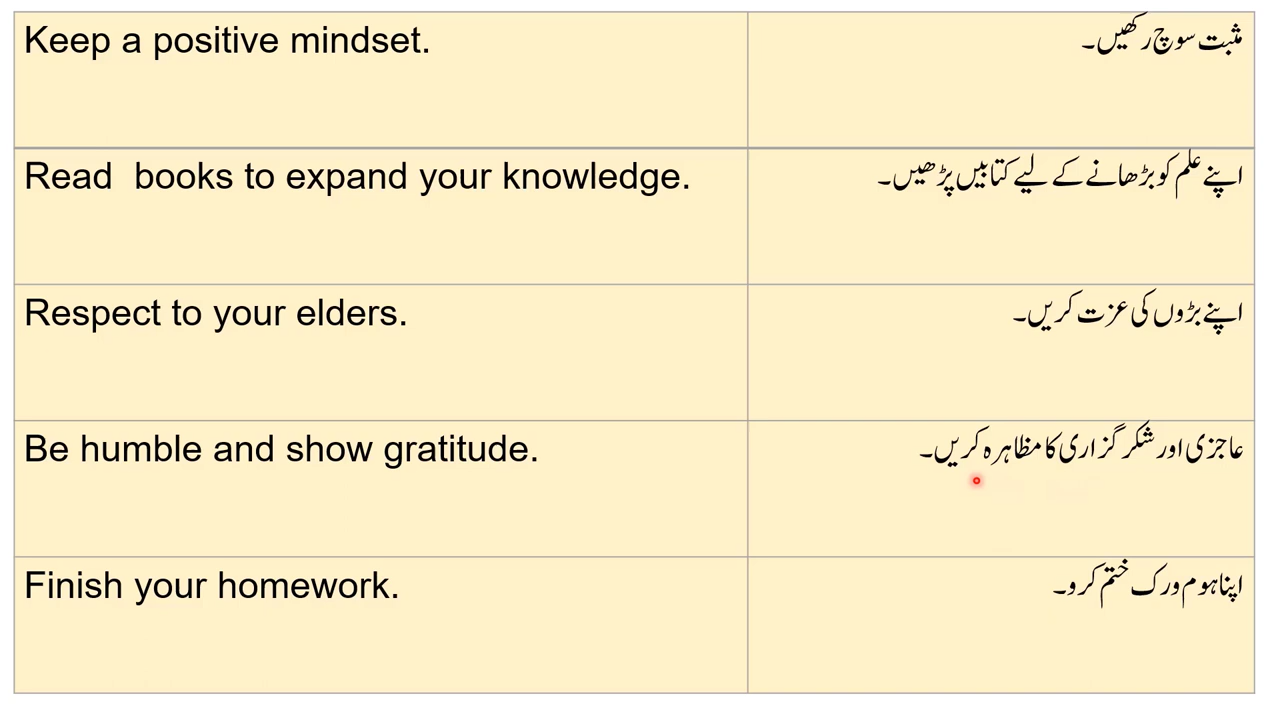 Keep a positive mindset.
مثبت سوچ رکھیں۔
Read  books to expand your knowledge.
اپنے علم کو بڑھانے کے لیے کتابیں پڑھیں۔
Respect to your elders.
اپنے بڑوں کی عزت کریں۔
Be humble and show gratitude.
عاجزی اور شکر گزاری کا مظاہرہ کریں۔
Finish your homework.
اپنا ہوم ورک ختم کرو۔